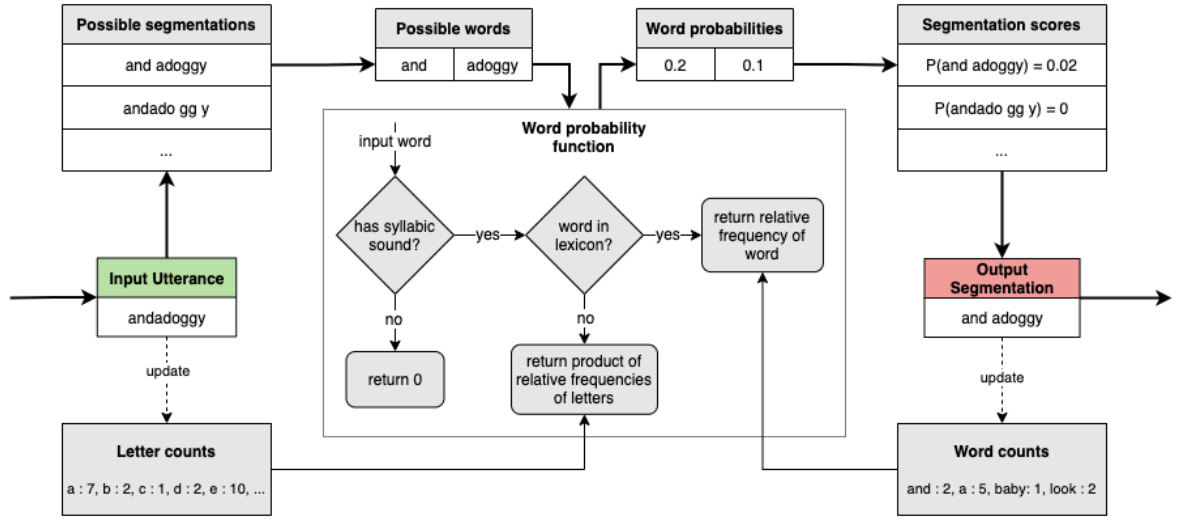 Possible segmentations
and adoggy
andado gg y
...
Possible words
and adoggy
Word probabilities
0.2 0.1
Segmentation scores
P(and adoggy) = 0.02
P(andado gg y) = 0
...
Word probability
function
input word
has syllabic
sound?
yes
word in
lexicon?
yes
return relative
frequency of
word
no
return 0
no
return product of
relative frequencies
of letters
Input Utterance
andadoggy
update
Letter counts
a : 7, b : 2, c : 1, d : 2, e : 10, ...
Output
Segmentation
and adoggy
update
Word counts
and : 2, a : 5, baby: 1, look : 2